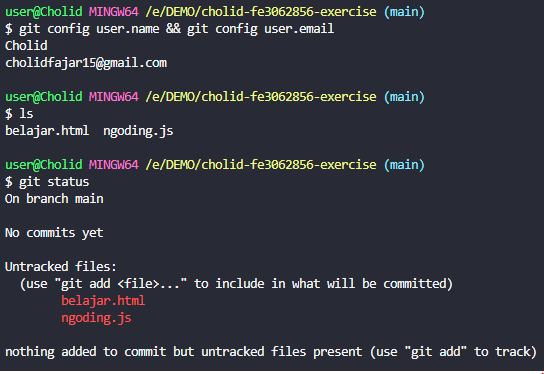 user@Cholid MINGW64 /e/DEMO/cholid-fe3062856-exercise (main)
$ git config user.name && git config user.email
Cholid
cholidfajar15@gmail.com
user@Cholid MINGW64 /e/DEMO/cholid-fe3062856-exercise (main)
$ ls
belajar.html  ngoding.js
user@Cholid MINGW64 /e/DEMO/cholid-fe3062856-exercise (main)
$ git status
On branch main
No commits yet
Untracked files:
  (use "git add <file>..." to include in what will be committed)
        belajar.html
        ngoding.js
nothing added to commit but untracked files present (use "git add" to track)